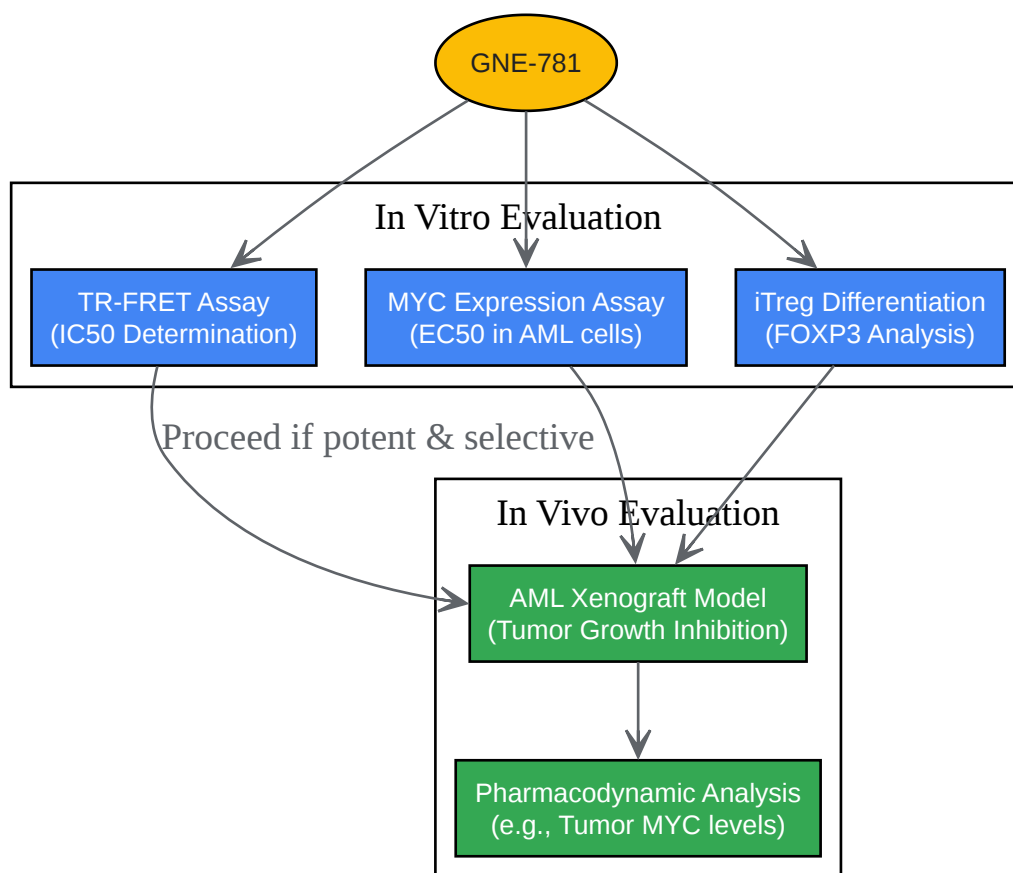 GNE-781
In Vitro Evaluation
TR-FRET Assay
(IC50 Determination)
MYC Expression Assay
(EC50 in AML cells)
iTreg Differentiation
(FOXP3 Analysis)
Proceed if potent & selective
In Vivo Evaluation
AML Xenograft Model
(Tumor Growth Inhibition)
Pharmacodynamic Analysis
(e.g., Tumor MYC levels)